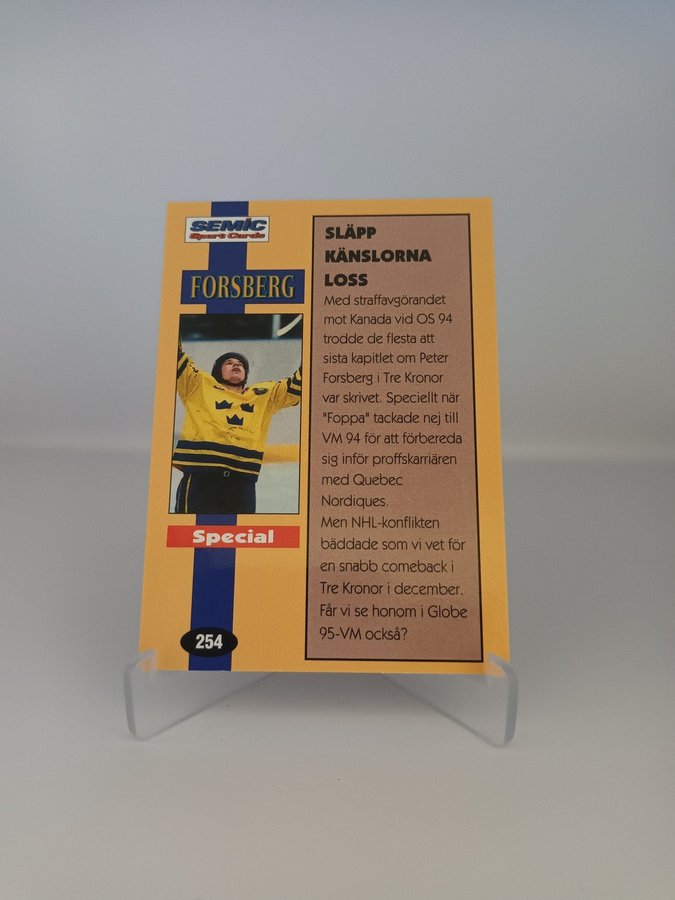 SEMIC
Sport Cards
FORSBERG
Special
254
SLÄPP
KÄNSLORNA
LOSS
Med straffavgörandet
mot Kanada vid OS 94
trodde de flesta att
sista kapitlet om Peter
Forsberg i Tre Kronor
var skrivet. Speciellt när
"Foppa" tackade nej till
VM 94 för att förbereda
sig inför proffskarriären
med Quebec
Nordiques.
Men NHL-konflikten
bäddade som vi vet för
en snabb comeback i
Tre Kronor i december.
Får vi se honom i Globe
95-VM också?